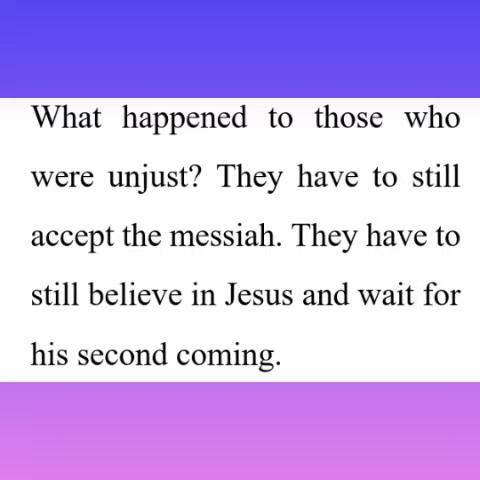 What happened to those who
were unjust? They have to still
accept the messiah. They have to
still believe in Jesus and wait for
his second coming.